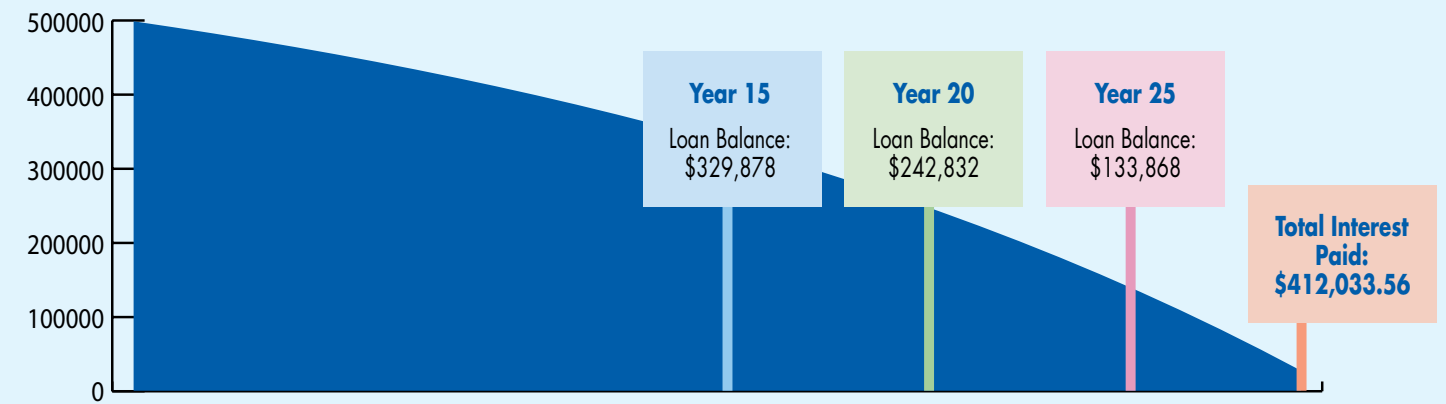 500000
400000
300000
200000
100000
0
Year 15
Loan Balance:
$329,878
Year 20
Loan Balance:
$242,832
Year 25
Loan Balance:
$133,868
Total Interest
Paid:
$412,033.56